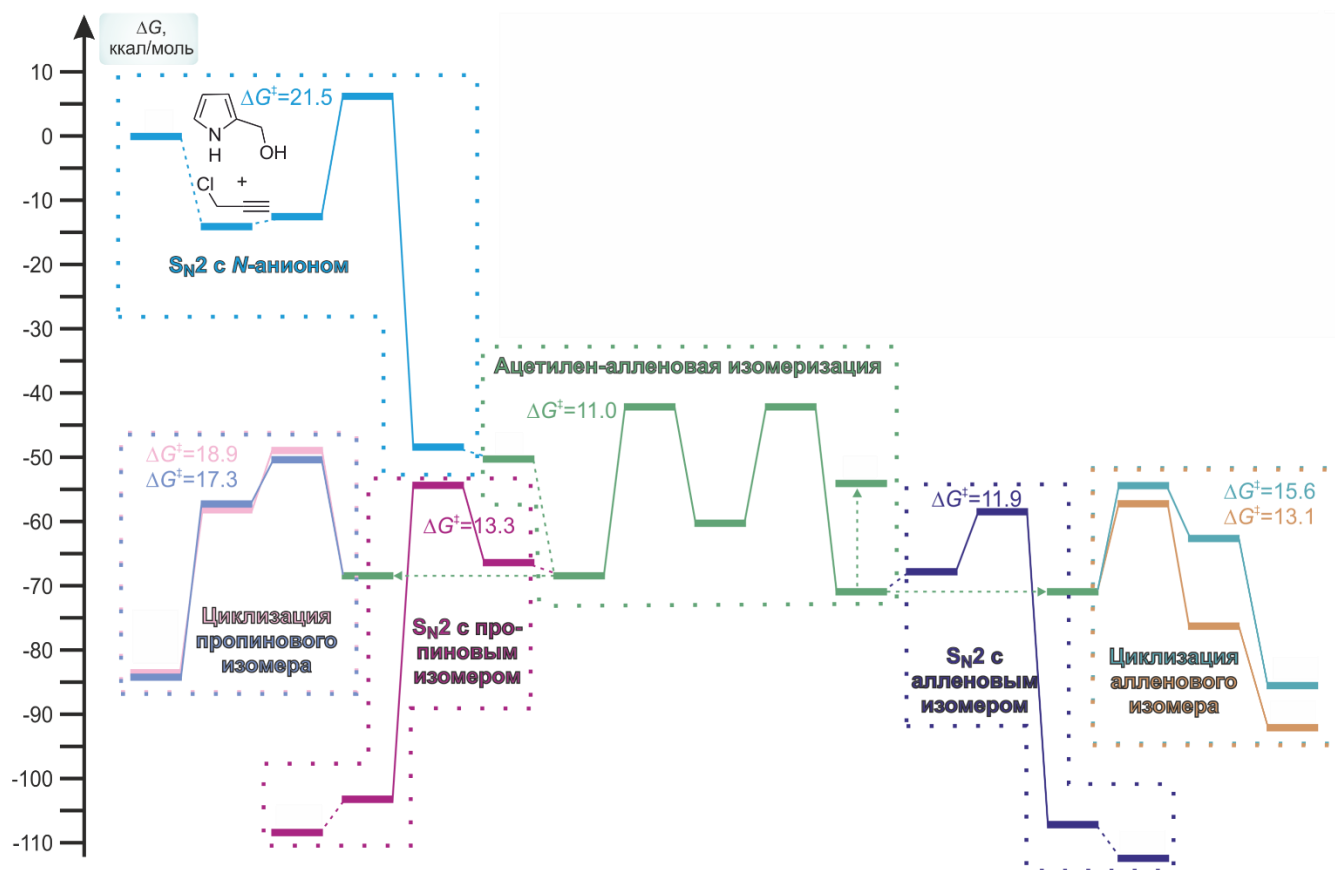 ΔG,
ккал/моль
10
0
-10
-20
-30
-40
-50
-60
-70
-80
-90
-100
-110
ΔG‡=21.5
N
H
OH
Cl
+
SN2 с N-анионом
Ацетилен-алленовая изомеризация
ΔG‡=11.0
ΔG‡=18.9
ΔG‡=17.3
Циклизация
пропинового
изомера
ΔG‡=13.3
SN2 с про-
пиновым
изомером
ΔG‡=11.9
SN2 с
алленовым
изомером
ΔG‡=15.6
ΔG‡=13.1
Циклизация
алленового
изомера